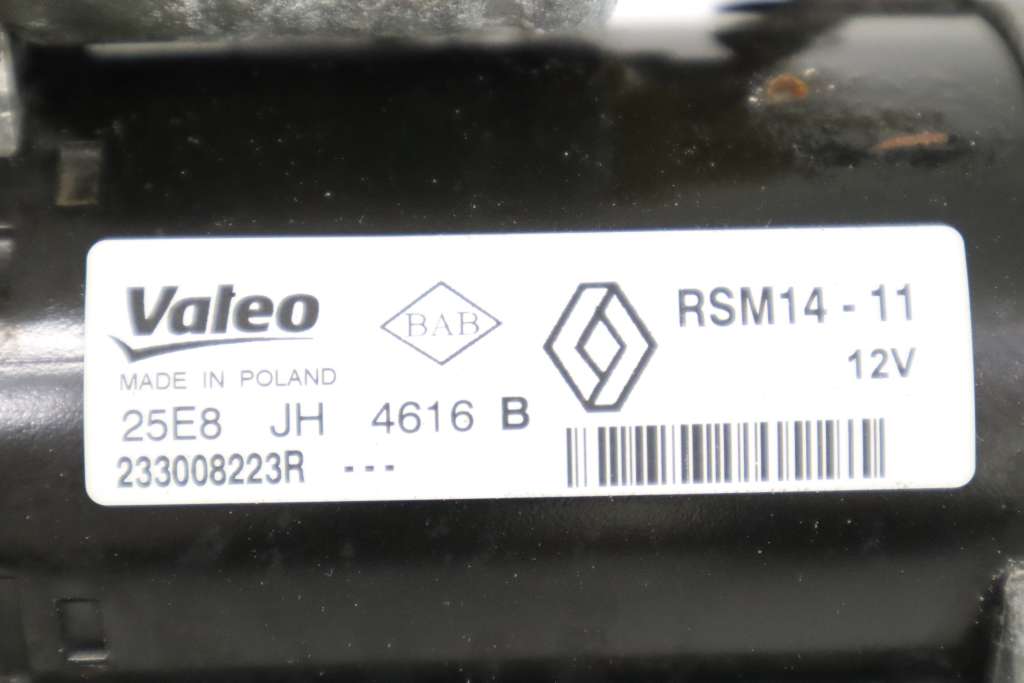 Valeo
BAB
RSM14 - 11
12V
MADE IN POLAND
25E8 JH 4616 B
233008223R ---